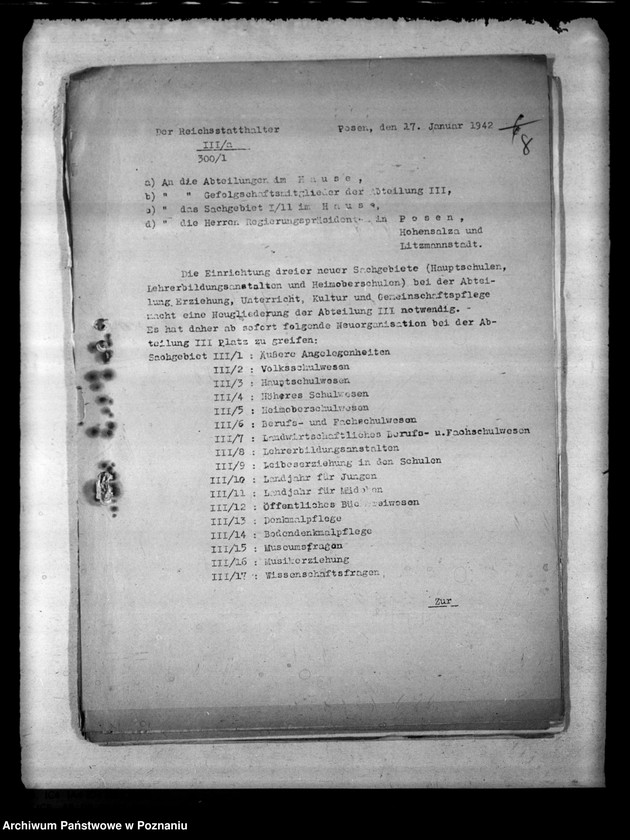 Der Reichsstatthalter Posen, den 17. Januar 1942
8
III/a
300/1
a) An die Abteilungen im H a u s e ,
b) " " Gefolgschaftsmitglieder der Abteilung III,
c) " das Sachgebiet I/11 im H a u s e,
d) " die Herren Regierungspräsidenten in P o s e n ,
Hohensalza und
Litzmannstadt.
Die Einrichtung dreier neuer Sachgebiete (Hauptschulen,
Lehrerbildungsanstalten und Heimoberschulen) bei der Abtei-
lung Erziehung, Unterricht, Kultur und Gemeinschaftspflege
macht eine Neugliederung der Abteilung III notwendig. -
Es hat daher ab sofort folgende Neuorganisation bei der Ab-
teilung III Platz zu greifen:
Sachgebiet III/1 : Äußere Angelegenheiten
III/2 : Volksschulwesen
III/3 : Hauptschulwesen
III/4 : Höheres Schulwesen
III/5 : Heimoberschulwesen
III/6 : Berufs- und Fachschulwesen
III/7 : Landwirtschaftliches Berufs- u.Fachschulwesen
III/8 : Lehrerbildungsanstalten
III/9 : Leibeserziehung in den Schulen
III/10 : Landjahr für Jungen
III/11 : Landjahr für Mädchen
III/12 : Öffentliches Büchereiwesen
III/13 : Denkmalpflege
III/14 : Bodendenkmalpflege
III/15 : Museumsfragen
III/16 : Musikerziehung
III/17 : Wissenschaftsfragen
Zur
Archiwum Państwowe w Poznaniu